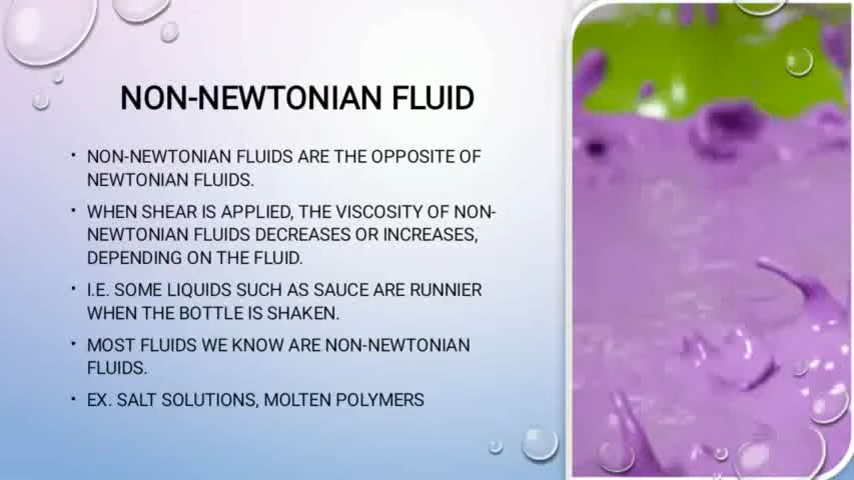 NON-NEWTONIAN FLUID
• NON-NEWTONIAN FLUIDS ARE THE OPPOSITE OF
NEWTONIAN FLUIDS.
• WHEN SHEAR IS APPLIED, THE VISCOSITY OF NON-
NEWTONIAN FLUIDS DECREASES OR INCREASES,
DEPENDING ON THE FLUID.
• I.E. SOME LIQUIDS SUCH AS SAUCE ARE RUNNIER
WHEN THE BOTTLE IS SHAKEN.
• MOST FLUIDS WE KNOW ARE NON-NEWTONIAN
FLUIDS.
• EX. SALT SOLUTIONS, MOLTEN POLYMERS